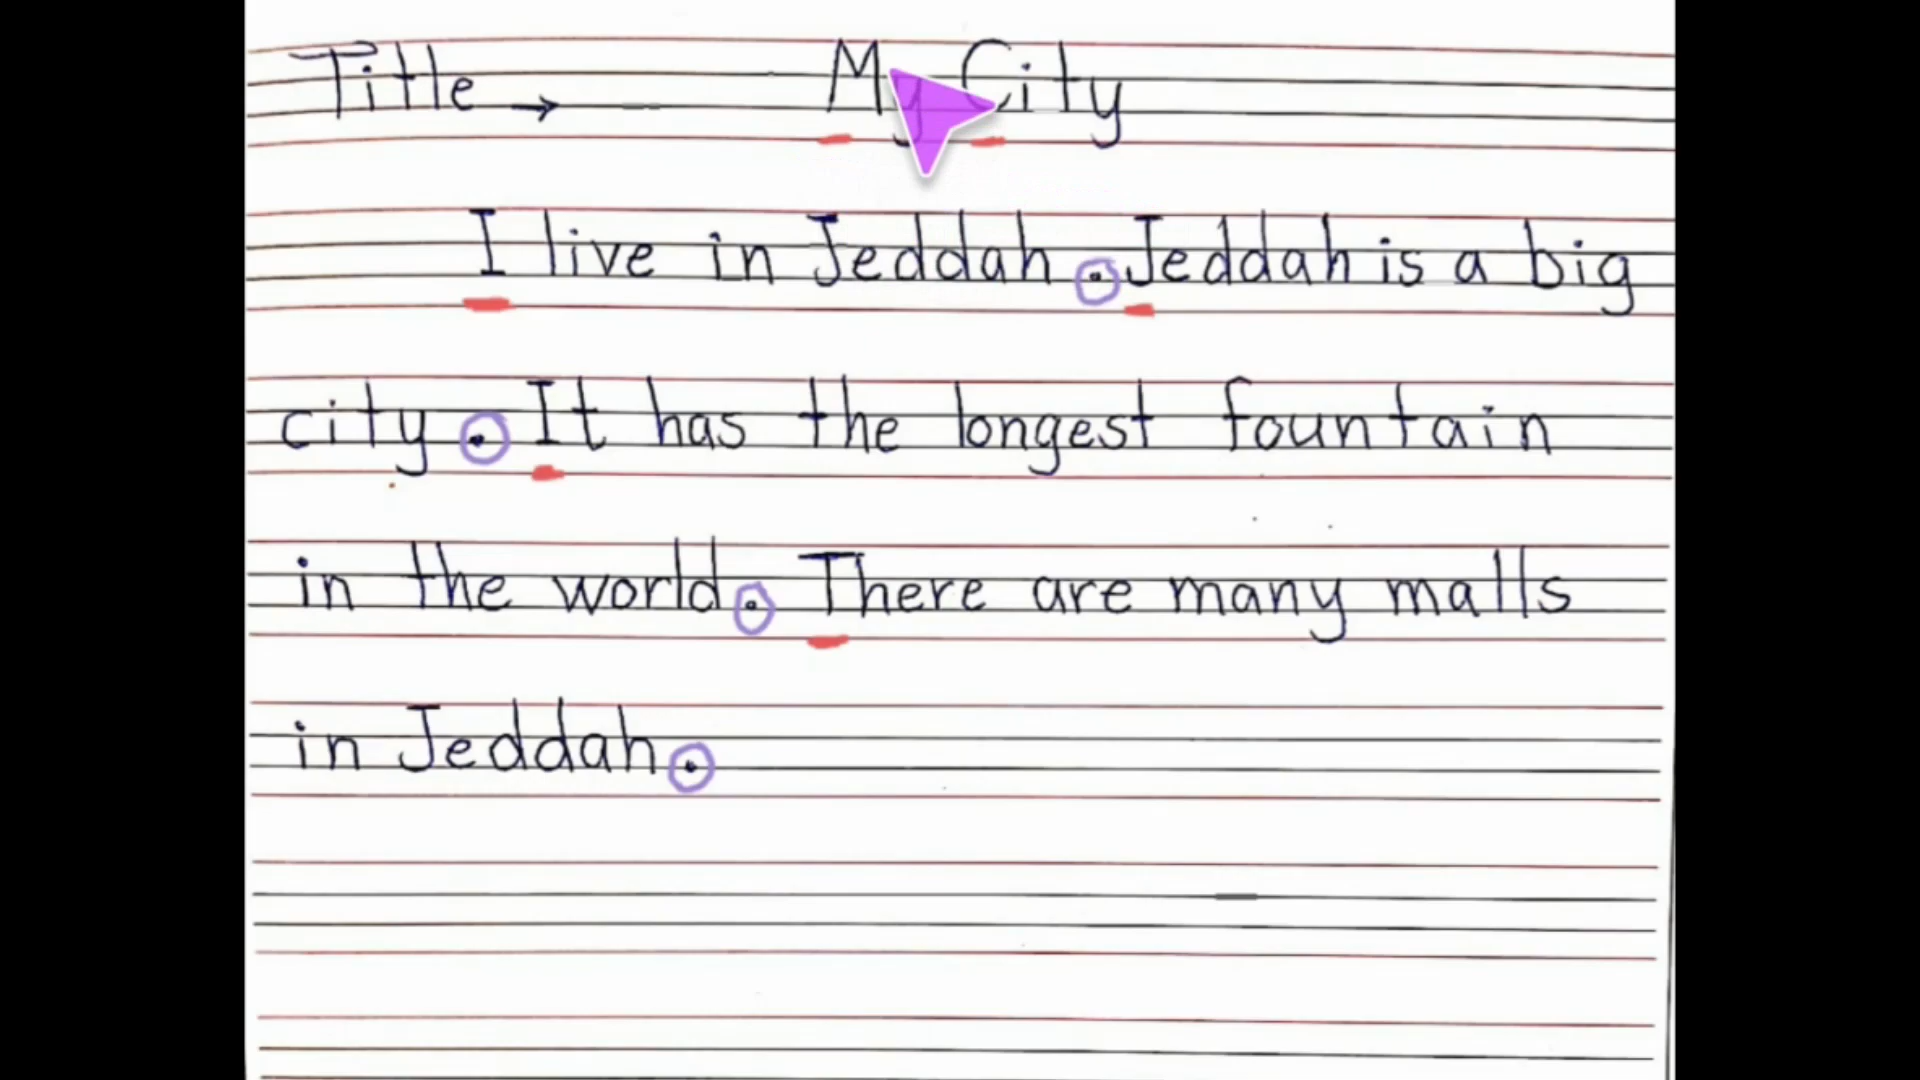 Title → My City
I live in Jeddah. Jeddah is a big
city. It has the longest fountain
in the world. There are many malls
in Jeddah.